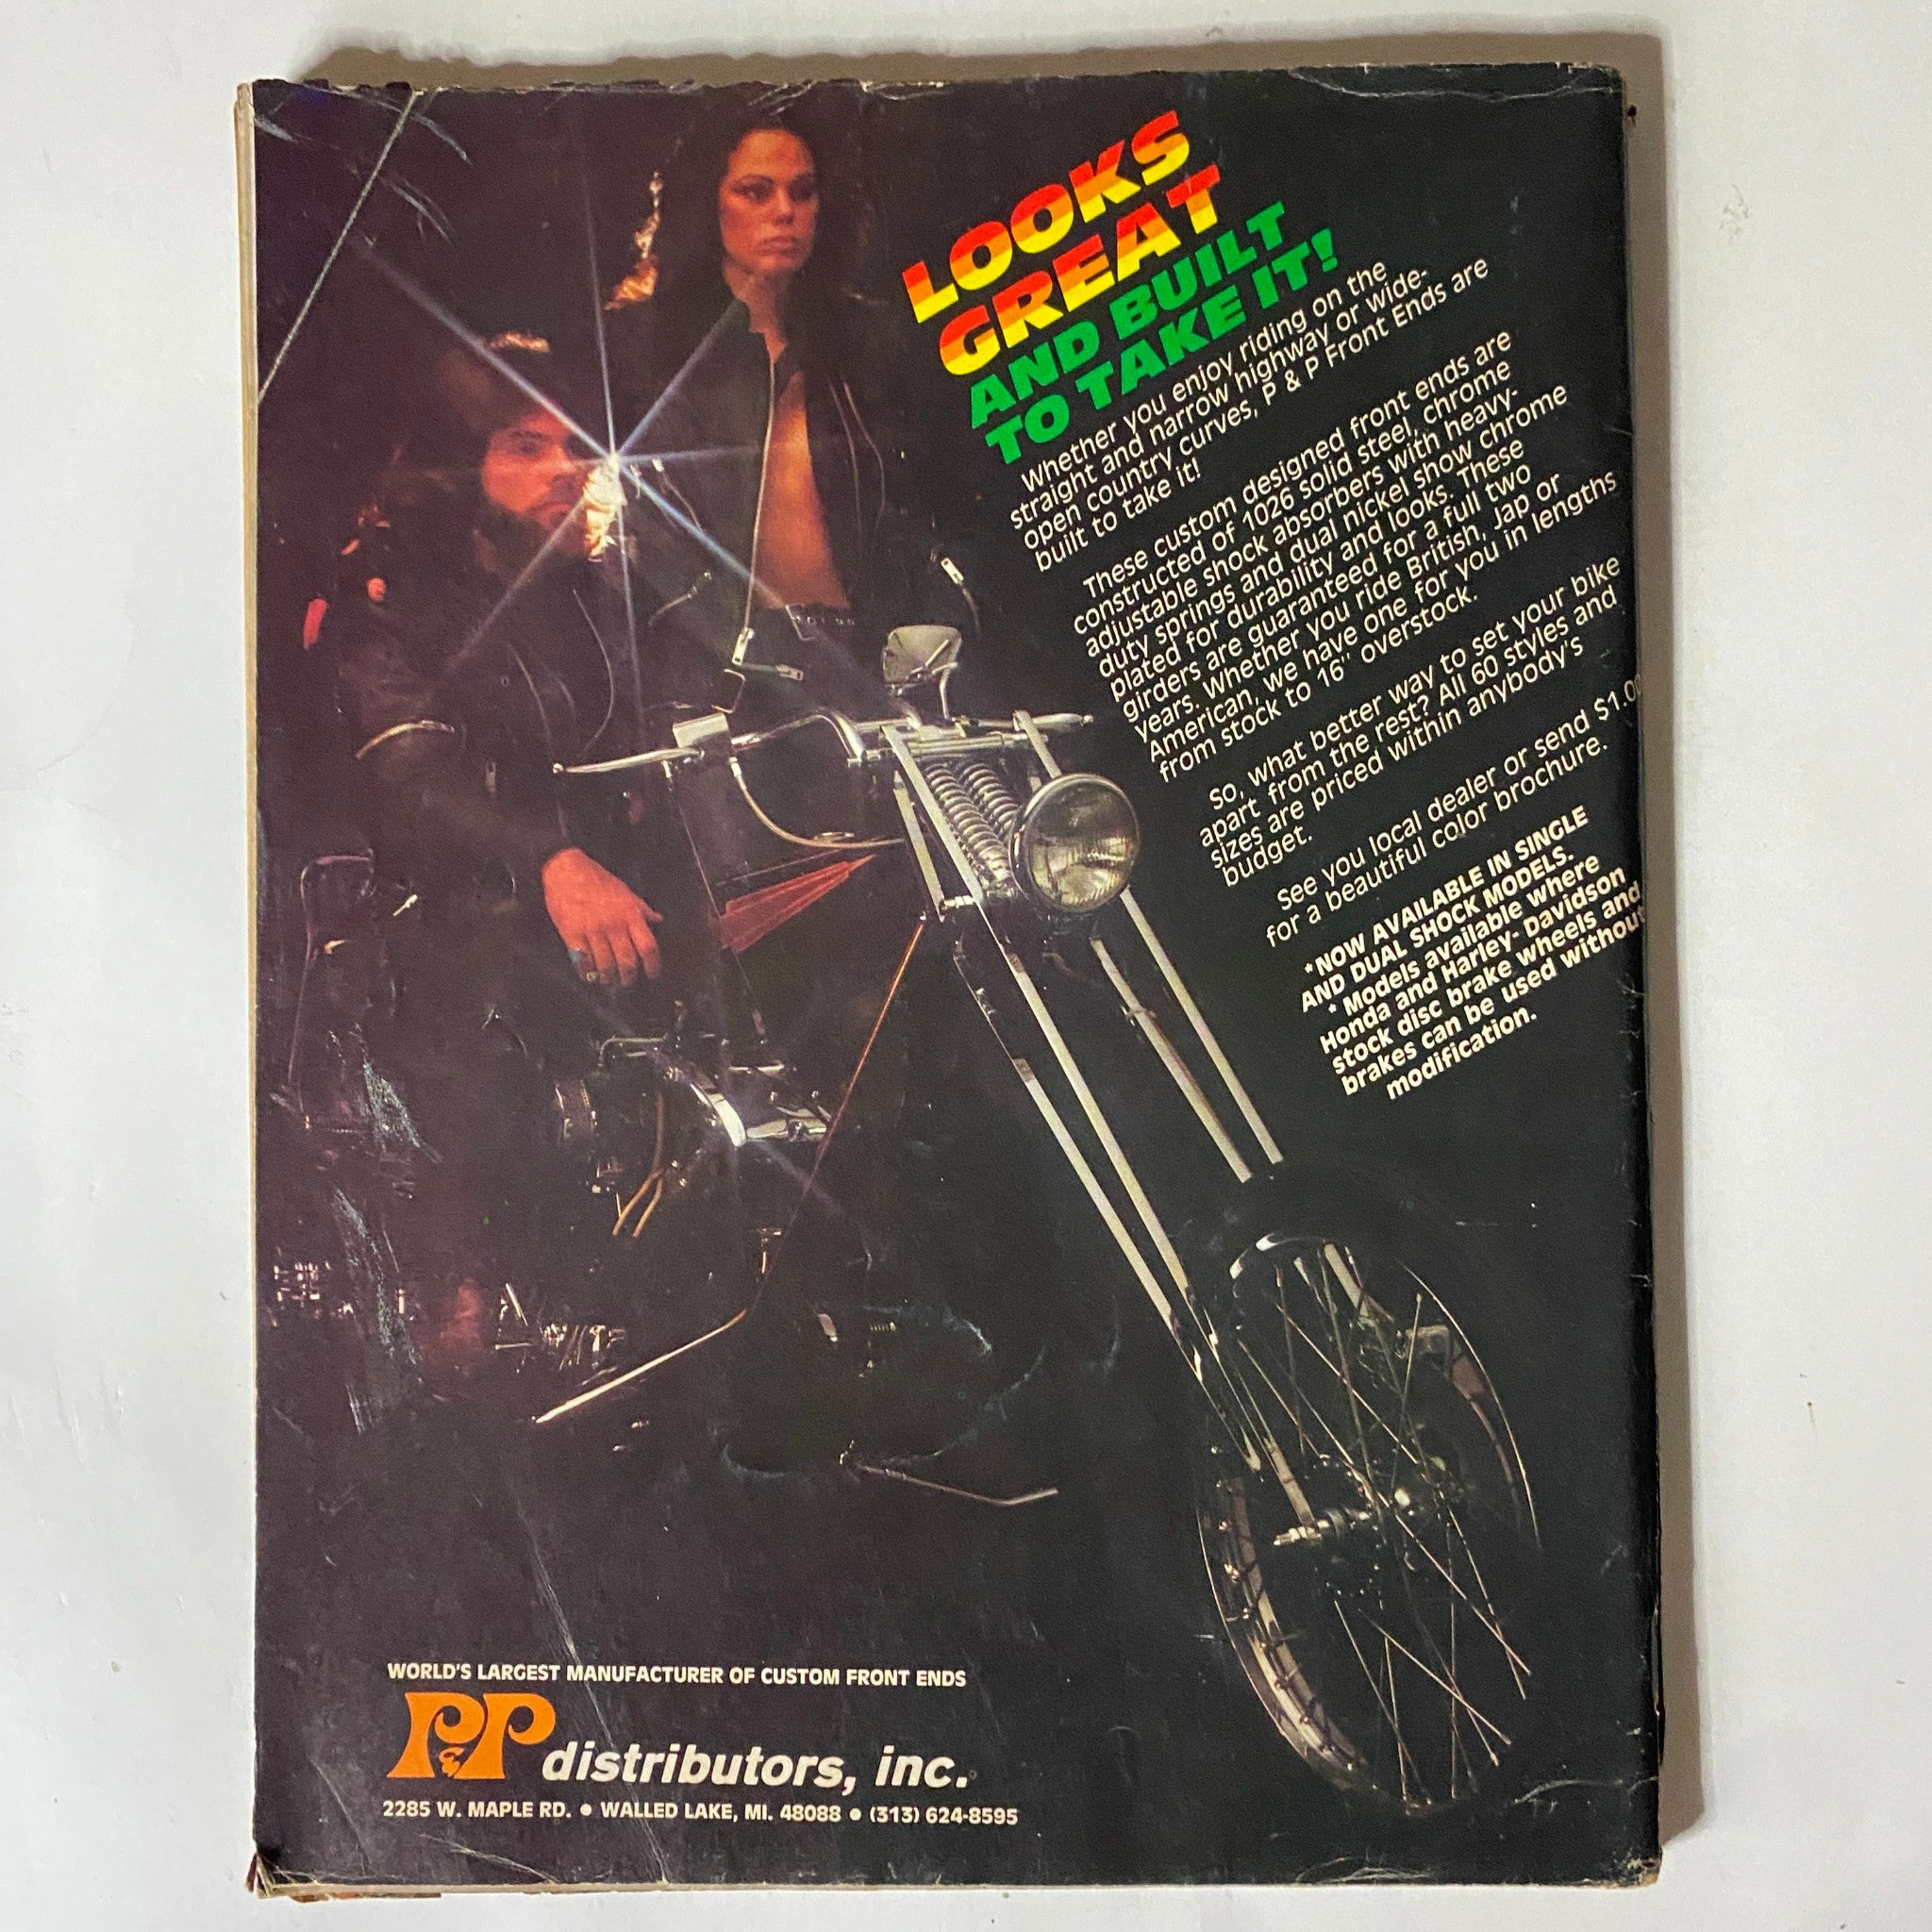 LOOKS
GREAT
AND BUILT
TO TAKE IT!
Whether you enjoy riding on the
straight and narrow highway or wide-
open country curves, P & P Front Ends are
built to take it!
These custom designed front ends are
constructed of 1026 solid steel, chrome
adjustable shock absorbers with heavy-
duty springs and dual nickel show chrome
plated for durability and looks. These
girders are guaranteed for a full two
years. Whether you ride British, Jap or
American, we have one for you in lengths
from stock to 16" overstock.
So, what better way to set your bike
apart from the rest? All 60 styles and
sizes are priced within anybody's
budget.
See you local dealer or send $1.00
for a beautiful color brochure.
*NOW AVAILABLE IN SINGLE
AND DUAL SHOCK MODELS.
* Models available where
Honda and Harley-Davidson
stock disc brake wheels and
brakes can be used without
modification.
WORLD'S LARGEST MANUFACTURER OF CUSTOM FRONT ENDS
P&P distributors, inc.
2285 W. MAPLE RD. • WALLED LAKE, MI. 48088 • (313) 624-8595